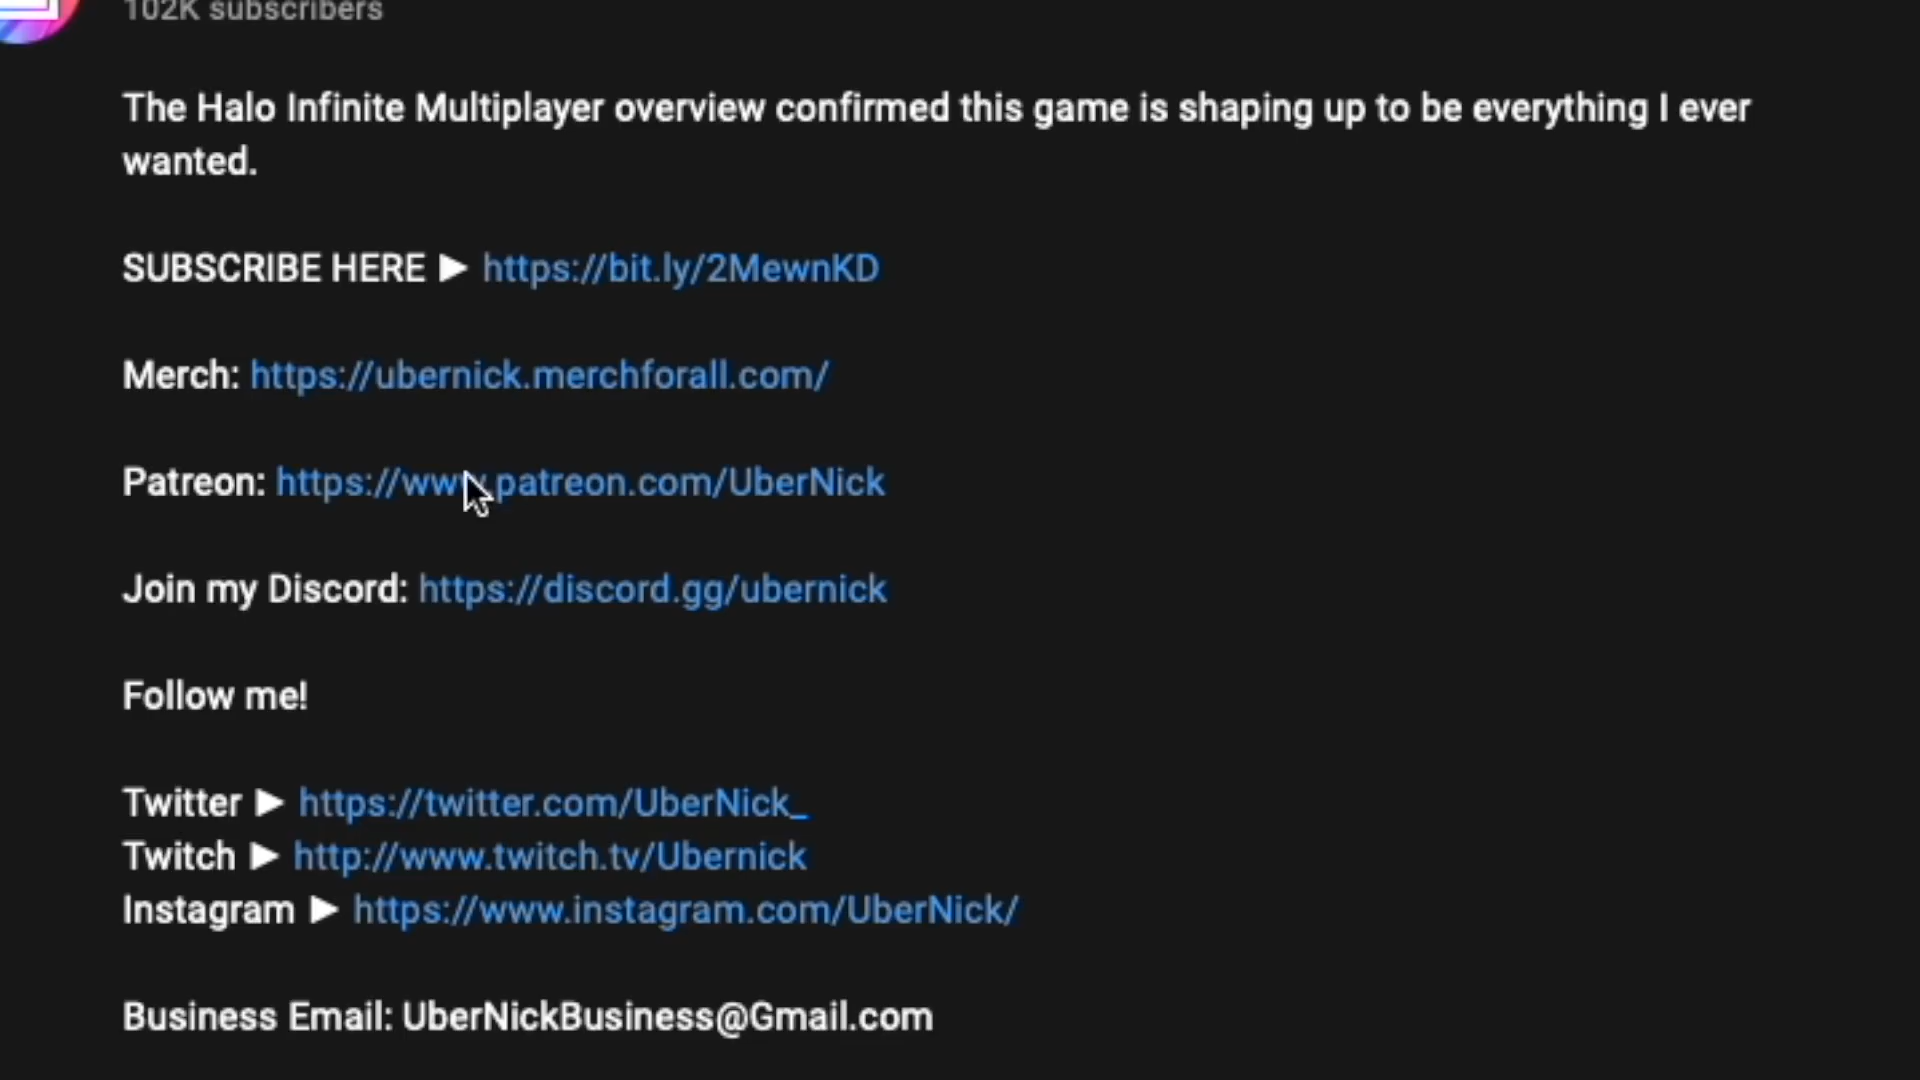 102K subscribers
The Halo Infinite Multiplayer overview confirmed this game is shaping up to be everything I ever
wanted.
SUBSCRIBE HERE ► https://bit.ly/2MewnKD
Merch: https://ubernick.merchforall.com/
Patreon: https://www.patreon.com/UberNick
Join my Discord: https://discord.gg/ubernick
Follow me!
Twitter ► https://twitter.com/UberNick_
Twitch ► http://www.twitch.tv/Ubernick
Instagram ► https://www.instagram.com/UberNick/
Business Email: UberNickBusiness@Gmail.com